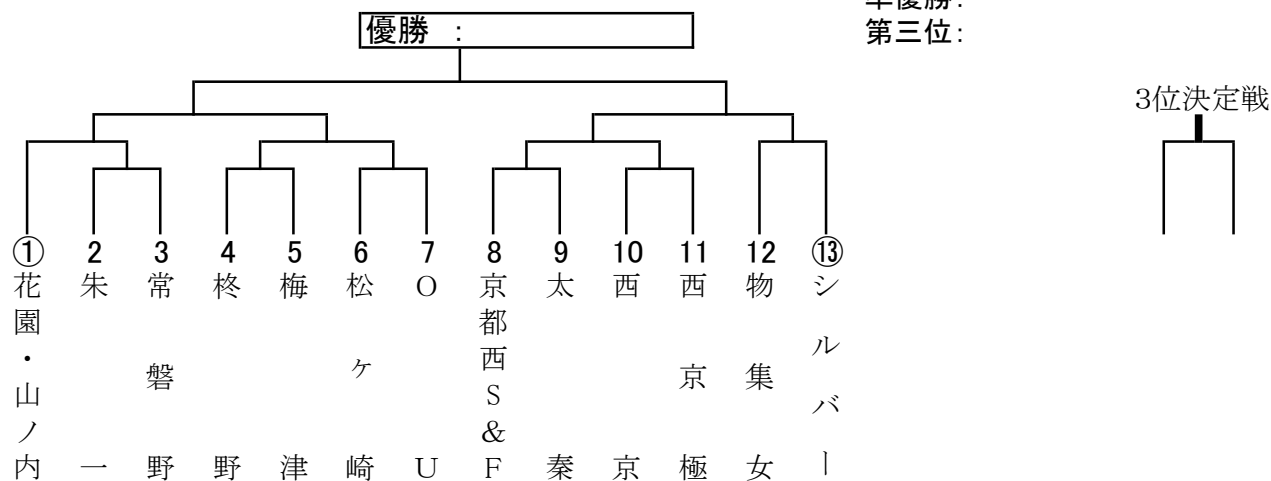 優勝 :
第三位:
3位決定戦
① 2 3 4 5 6 7 8 9 10 11 12 ⑬
花園・山ノ内
朱一
常磐野
柊野
梅津
松ヶ崎
OU
京都西S&F
太秦
西京
西京極
物集女
シルバー